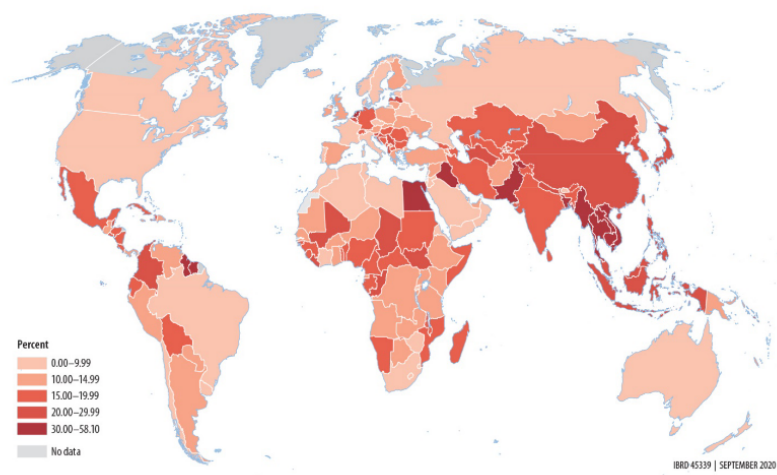 Percent
0.00–9.99
10.00–14.99
15.00–19.99
20.00–29.99
30.00–58.10
No data
IBRD 45339 | SEPTEMBER 2020